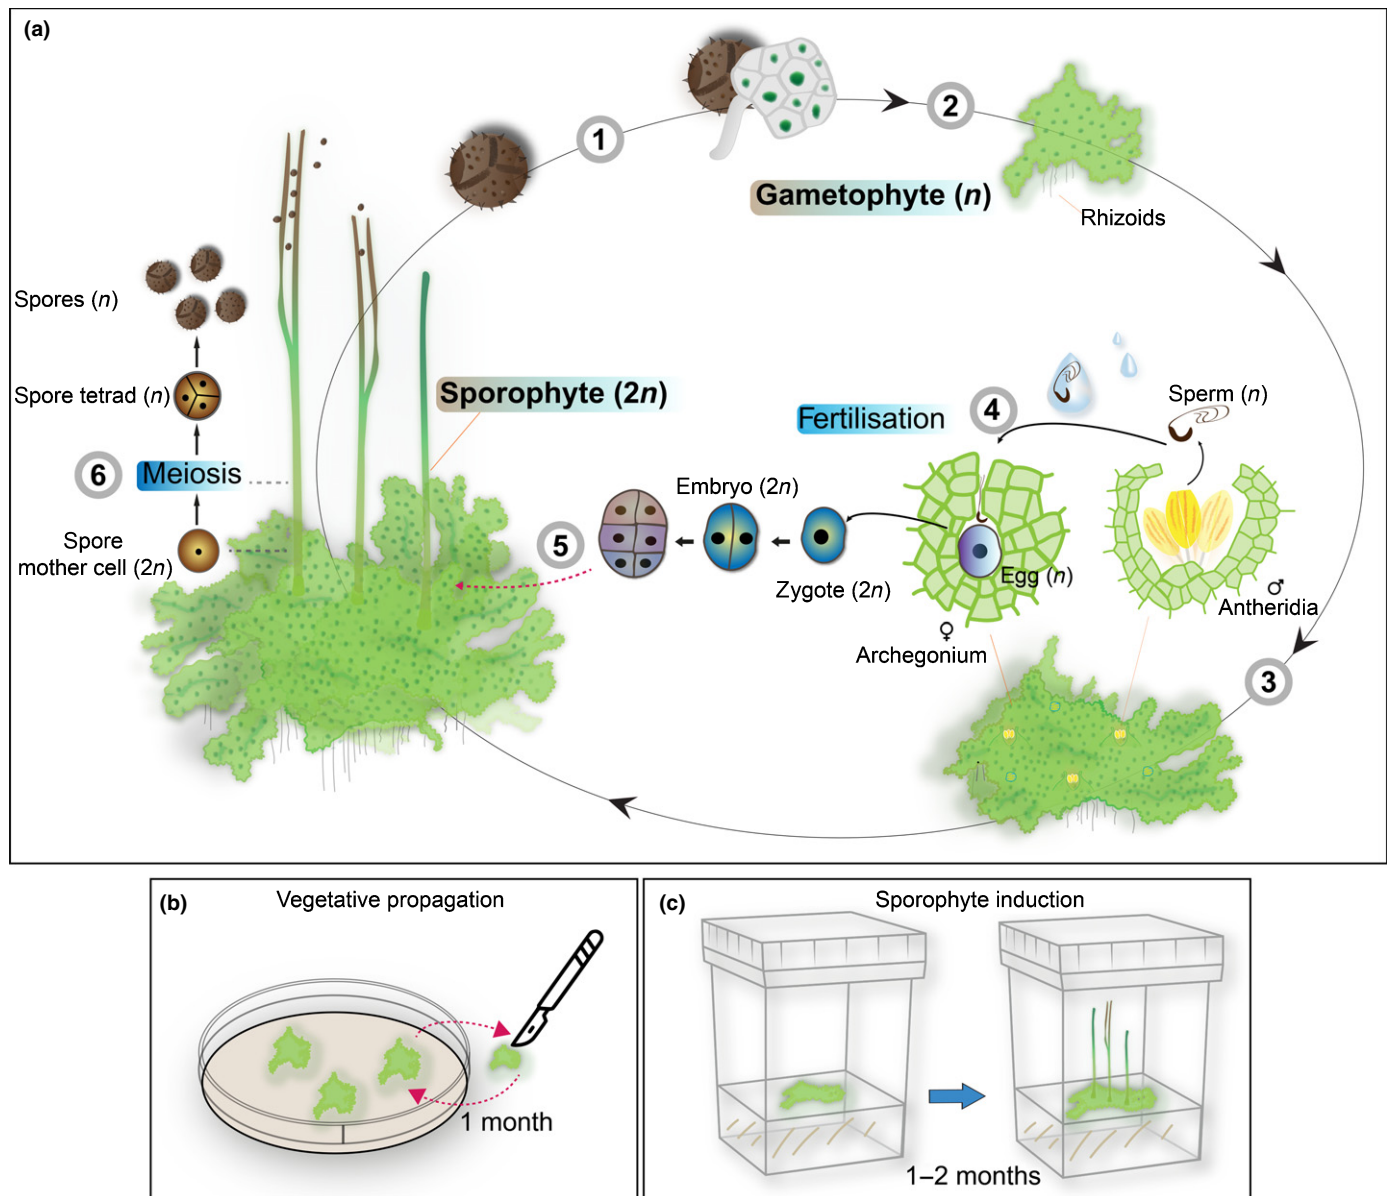 (a)
1
2
Gametophyte (n)
Rhizoids
Spores (n)
Spore tetrad (n)
6
Meiosis
Spore
mother cell (2n)
Sporophyte (2n)
Fertilisation
4
Sperm (n)
Embryo (2n)
5
Zygote (2n)
Egg (n)
♀
Archegonium
♂
Antheridia
3
(b)
Vegetative propagation
1 month
(c)
Sporophyte induction
1–2 months